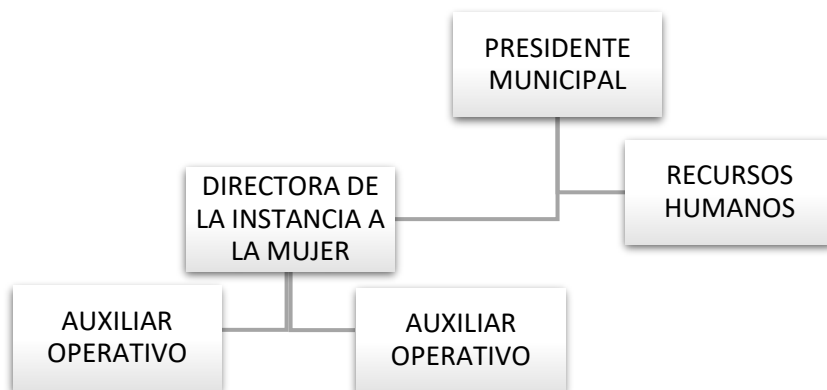 PRESIDENTE
MUNICIPAL
RECURSOS
HUMANOS
DIRECTORA DE
LA INSTANCIA A
LA MUJER
AUXILIAR
OPERATIVO
AUXILIAR
OPERATIVO